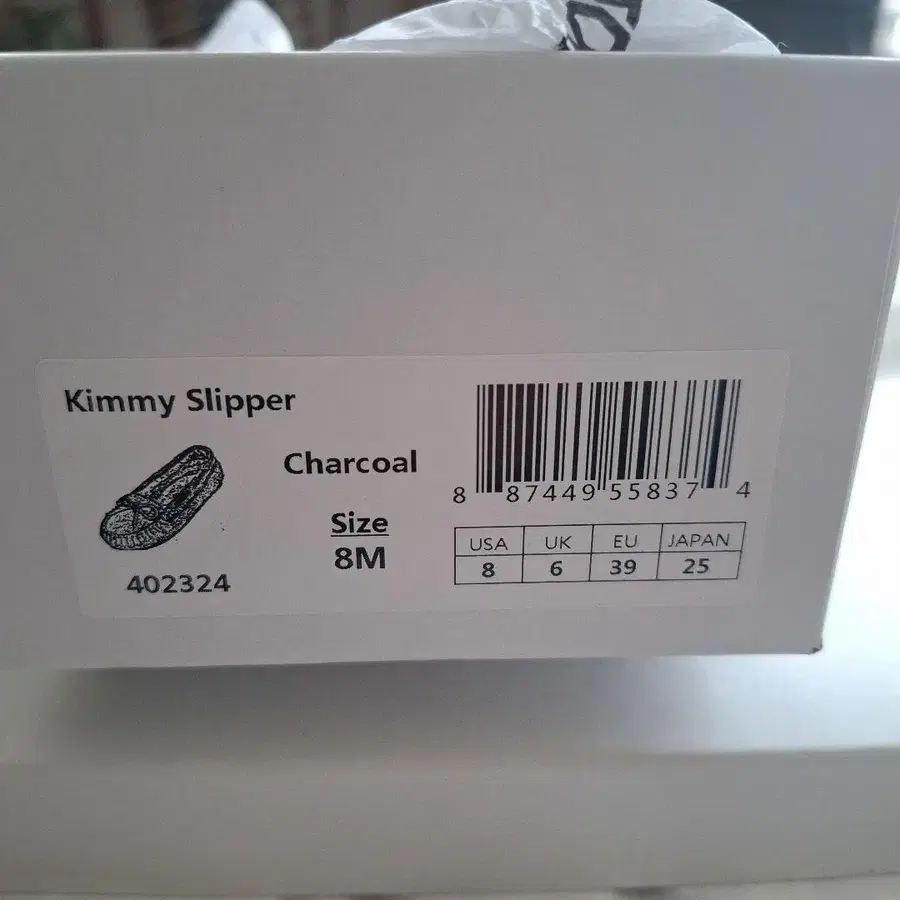 Kimmy Slipper
Charcoal
Size
8M
402324
8 87449 55837 4
USA UK EU JAPAN
8 6 39 25